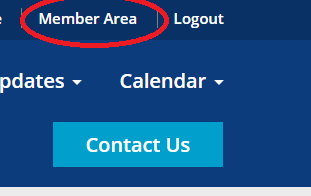 e Member Area Logout
pdates Calendar
Contact Us